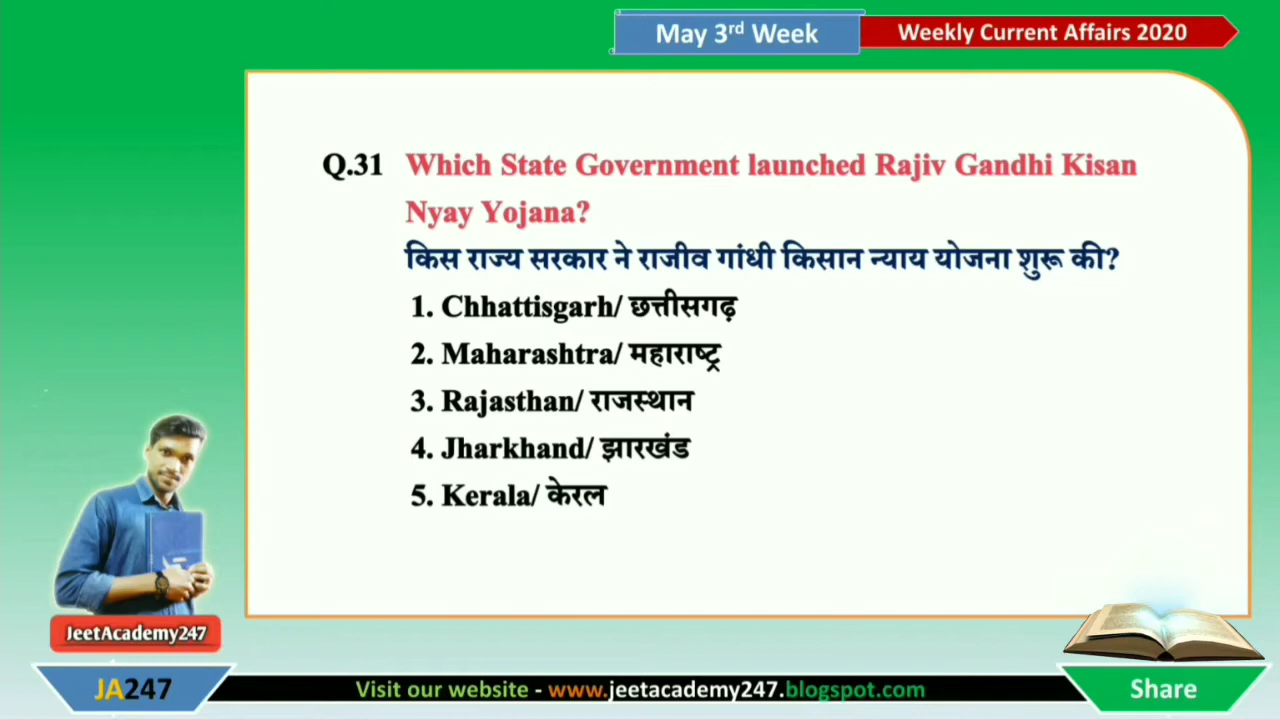 May 3rd Week
Weekly Current Affairs 2020
Q.31 Which State Government launched Rajiv Gandhi Kisan
Nyay Yojana?
किस राज्य सरकार ने राजीव गांधी किसान न्याय योजना शुरू की?
1. Chhattisgarh/ छत्तीसगढ़
2. Maharashtra/ महाराष्ट्र
3. Rajasthan/ राजस्थान
4. Jharkhand/ झारखंड
5. Kerala/ केरल
JeetAcademy247
JA247
Visit our website - www.jeetacademy247.blogspot.com
Share